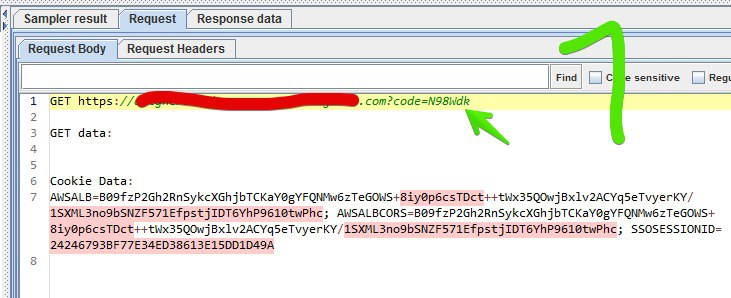 Sampler result Request Response data
Request Body Request Headers
Find sensitive Regu
1 GET https:// .com?code=N98Wdk
2
3 GET data:
4
5
6 Cookie Data:
7 AWSALB=B09fzP2Gh2RnSykcXGhjbTCKaY0gYFQNMw6zTeGOWS+8iy0p6csTDct++tWx35QOwjBxlv2ACYq5eTvyerKY/
1SXML3no9bSNZF571EfpstjIDT6YhP9610twPhc; AWSALBCORS=B09fzP2Gh2RnSykcXGhjbTCKaY0gYFQNMw6zTeGOWS+
8iy0p6csTDct++tWx35QOwjBxlv2ACYq5eTvyerKY/1SXML3no9bSNZF571EfpstjIDT6YhP9610twPhc; SSOSESSIONID=
24246793BF77E34ED38613E15DD1D49A
8